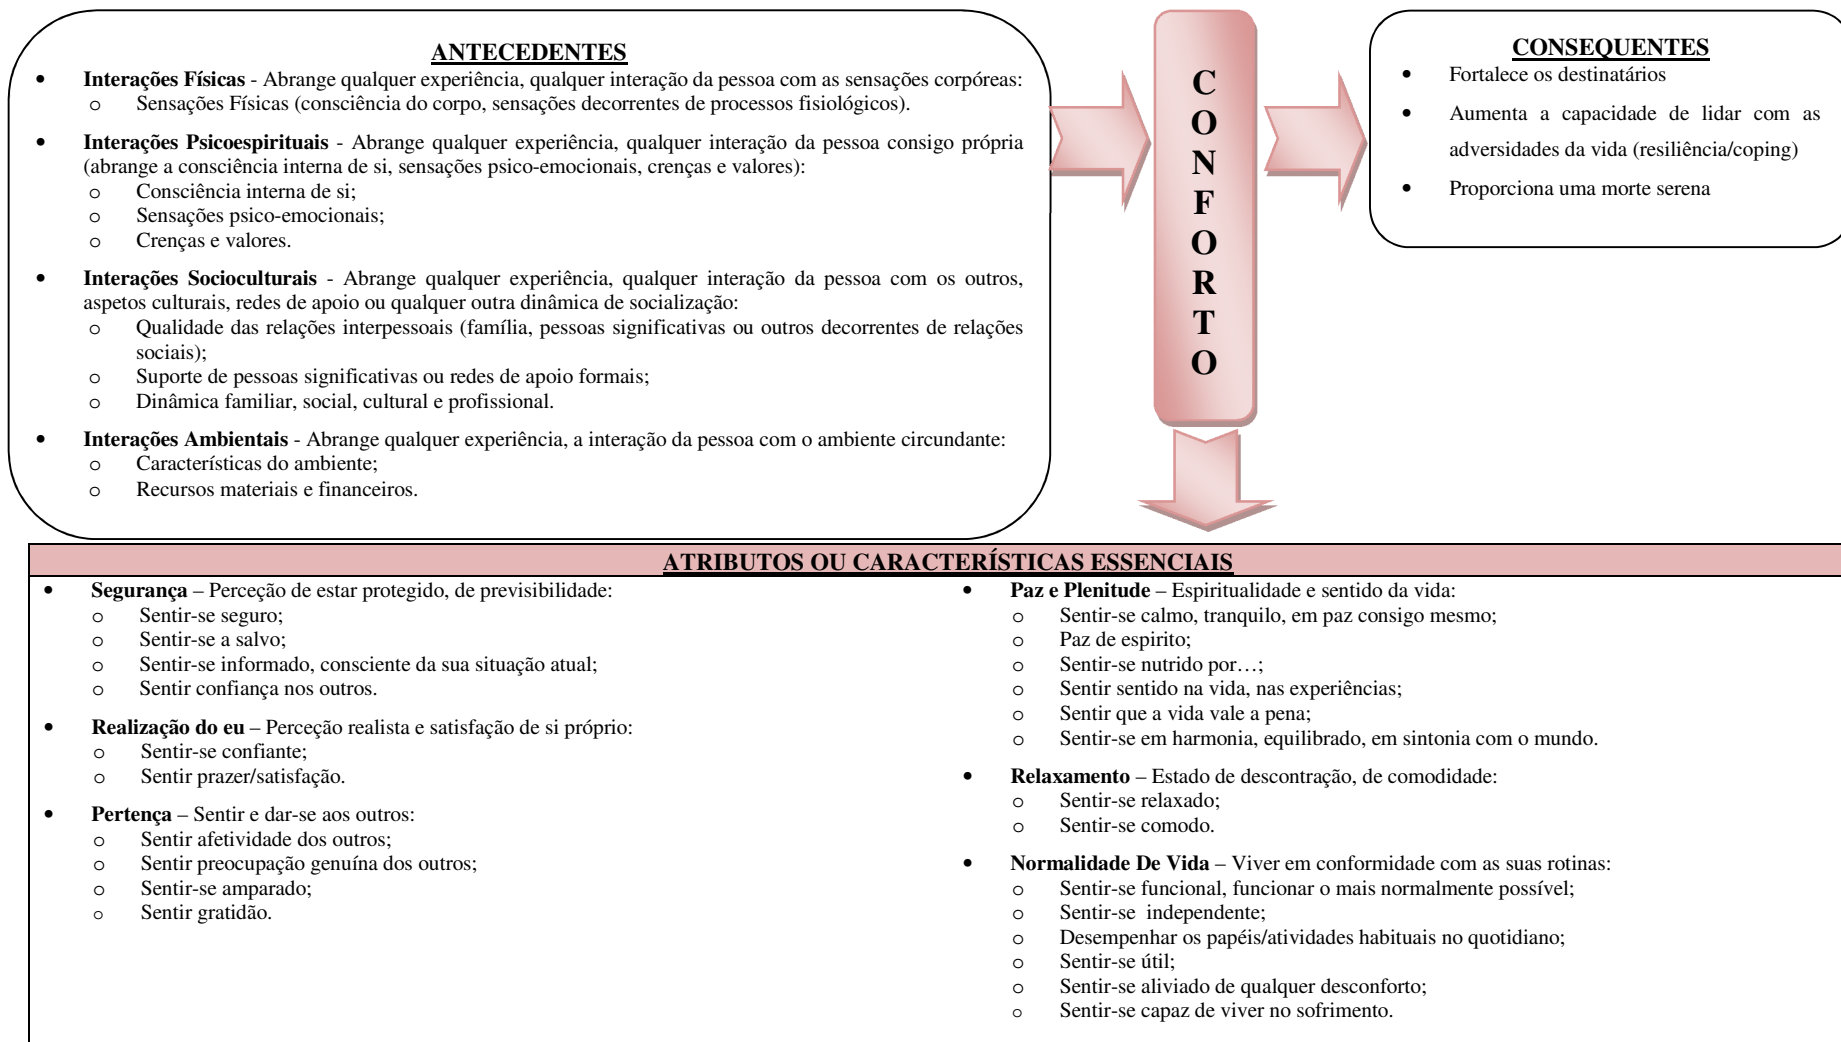 ANTECEDENTES
• Interações Físicas - Abrange qualquer experiência, qualquer interação da pessoa com as sensações corpóreas:
o Sensações Físicas (consciência do corpo, sensações decorrentes de processos fisiológicos).
• Interações Psicoespirituais - Abrange qualquer experiência, qualquer interação da pessoa consigo própria
(abrange a consciência interna de si, sensações psico-emocionais, crenças e valores):
o Consciência interna de si;
o Sensações psico-emocionais;
o Crenças e valores.
• Interações Socioculturais - Abrange qualquer experiência, qualquer interação da pessoa com os outros,
aspetos culturais, redes de apoio ou qualquer outra dinâmica de socialização:
o Qualidade das relações interpessoais (família, pessoas significativas ou outros decorrentes de relações
sociais);
o Suporte de pessoas significativas ou redes de apoio formais;
o Dinâmica familiar, social, cultural e profissional.
• Interações Ambientais - Abrange qualquer experiência, a interação da pessoa com o ambiente circundante:
o Características do ambiente;
o Recursos materiais e financeiros.
C
O
N
F
O
R
T
O
CONSEQUENTES
• Fortalece os destinatários
• Aumenta a capacidade de lidar com as
adversidades da vida (resiliência/coping)
• Proporciona uma morte serena
ATRIBUTOS OU CARACTERÍSTICAS ESSENCIAIS
• Segurança – Perceção de estar protegido, de previsibilidade:
o Sentir-se seguro;
o Sentir-se a salvo;
o Sentir-se informado, consciente da sua situação atual;
o Sentir confiança nos outros.
• Realização do eu – Perceção realista e satisfação de si próprio:
o Sentir-se confiante;
o Sentir prazer/satisfação.
• Pertença – Sentir e dar-se aos outros:
o Sentir afetividade dos outros;
o Sentir preocupação genuína dos outros;
o Sentir-se amparado;
o Sentir gratidão.
• Paz e Plenitude – Espiritualidade e sentido da vida:
o Sentir-se calmo, tranquilo, em paz consigo mesmo;
o Paz de espirito;
o Sentir-se nutrido por…;
o Sentir sentido na vida, nas experiências;
o Sentir que a vida vale a pena;
o Sentir-se em harmonia, equilibrado, em sintonia com o mundo.
• Relaxamento – Estado de descontração, de comodidade:
o Sentir-se relaxado;
o Sentir-se comodo.
• Normalidade De Vida – Viver em conformidade com as suas rotinas:
o Sentir-se funcional, funcionar o mais normalmente possível;
o Sentir-se independente;
o Desempenhar os papéis/atividades habituais no quotidiano;
o Sentir-se útil;
o Sentir-se aliviado de qualquer desconforto;
o Sentir-se capaz de viver no sofrimento.